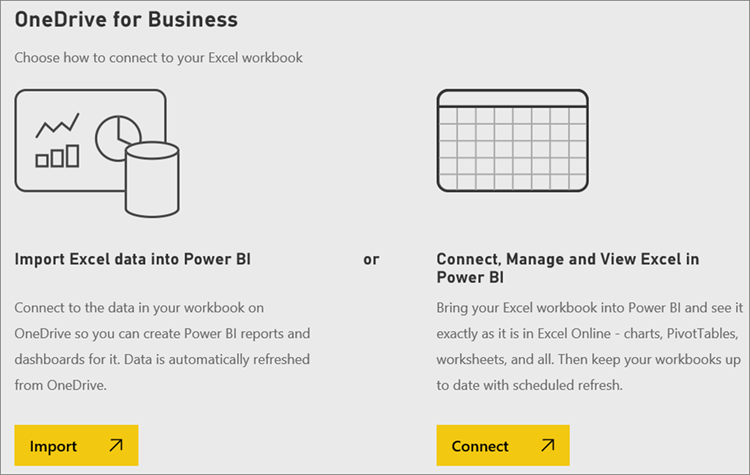 OneDrive for Business
Choose how to connect to your Excel workbook
Import Excel data into Power BI
Connect to the data in your workbook on
OneDrive so you can create Power BI reports and
dashboards for it. Data is automatically refreshed
from OneDrive.
Import
or
Connect, Manage and View Excel in
Power BI
Bring your Excel workbook into Power BI and see it
exactly as it is in Excel Online - charts, PivotTables,
worksheets, and all. Then keep your workbooks up
to date with scheduled refresh.
Connect